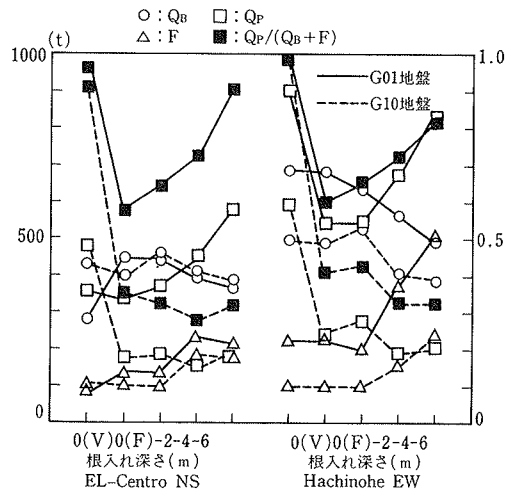 ○：Q_B □：Q_P
△：F ■：Q_P/(Q_B+F)
(t)
1000
500
0
1.0
0.5
0
G01地盤
G10地盤
0(V)0(F)-2-4-6
根入れ深さ(m)
EL-Centro NS
0(V)0(F)-2-4-6
根入れ深さ(m)
Hachinohe EW